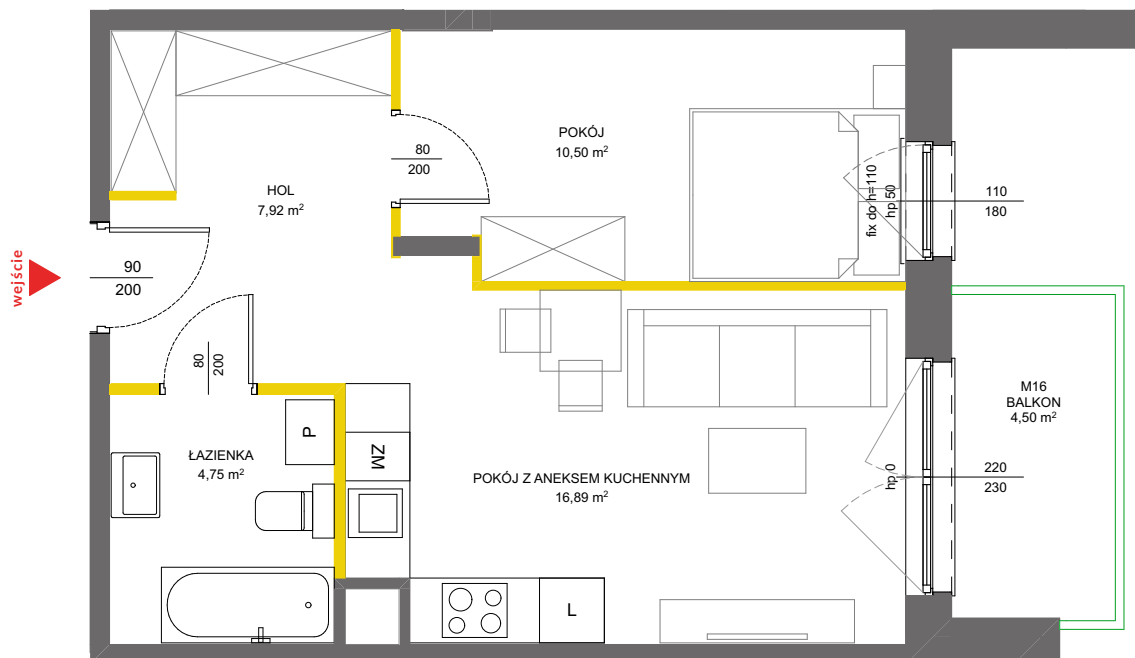 POKÓJ
10,50 m²
80
200
HOL
7,92 m²
fix do h=110
hp 50
110
180
wejście
90
200
80
200
M16
BALKON
4,50 m²
P
ŁAZIENKA
4,75 m²
ZM
POKÓJ Z ANEKSEM KUCHENNYM
16,89 m²
hp 0
220
230
L